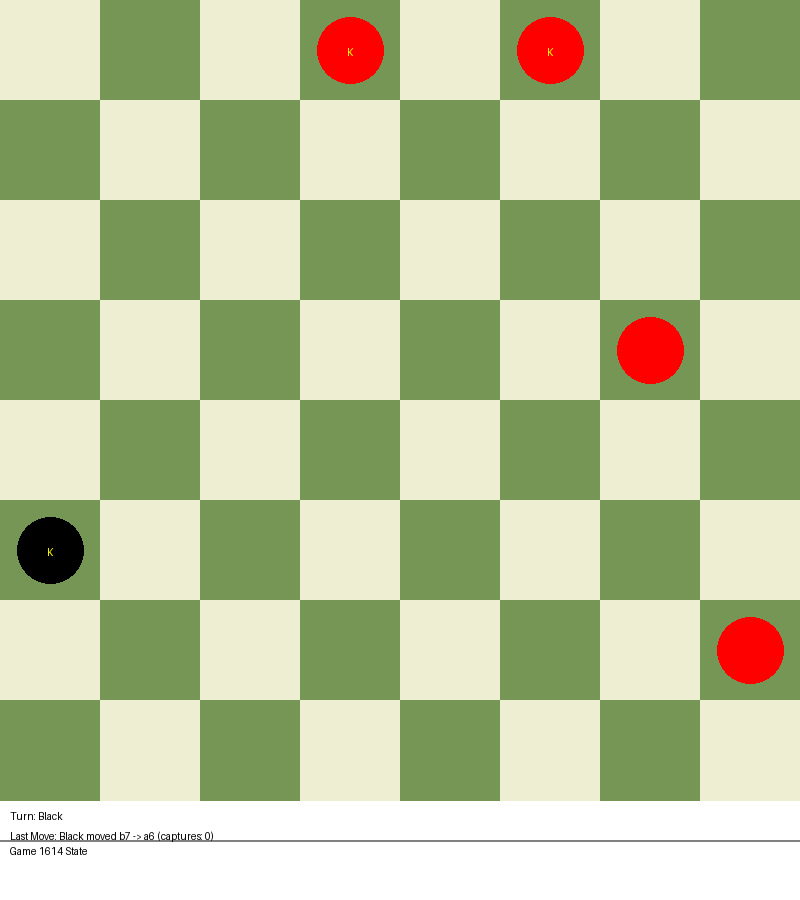 K K
K
Turn: Black
Last Move: Black moved b7 -> a6 (captures: 0)
Game 1614 State